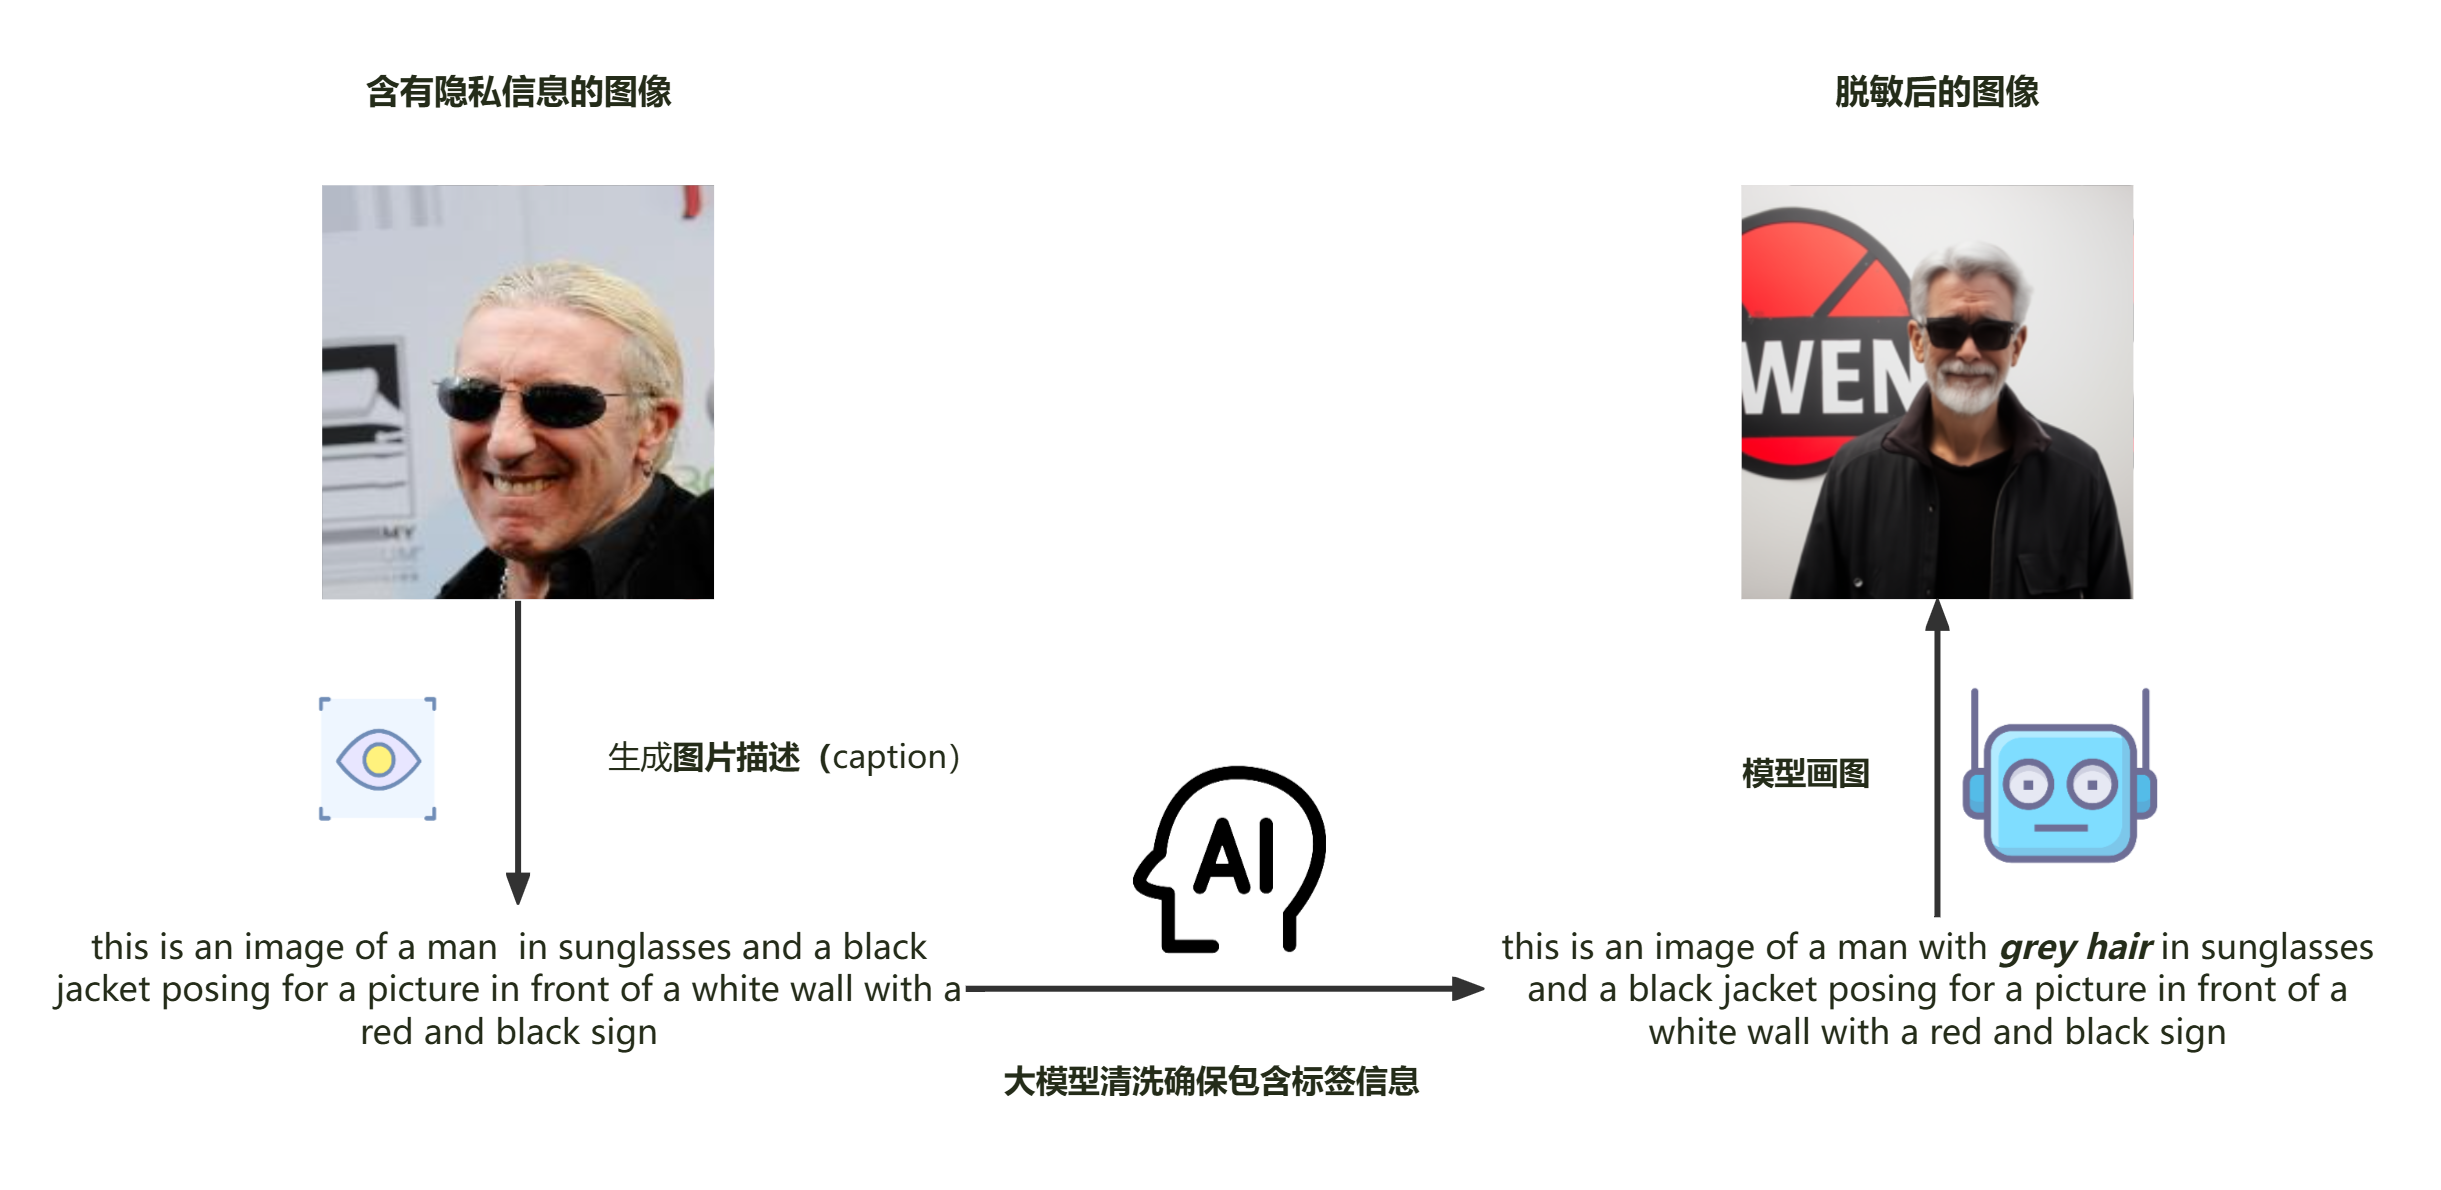 含有隐私信息的图像
脱敏后的图像
WEN
MY
生成图片描述（caption）
模型画图
AI
this is an image of a man  in sunglasses and a black
jacket posing for a picture in front of a white wall with a
red and black sign
this is an image of a man with grey hair in sunglasses
and a black jacket posing for a picture in front of a
white wall with a red and black sign
大模型清洗确保包含标签信息